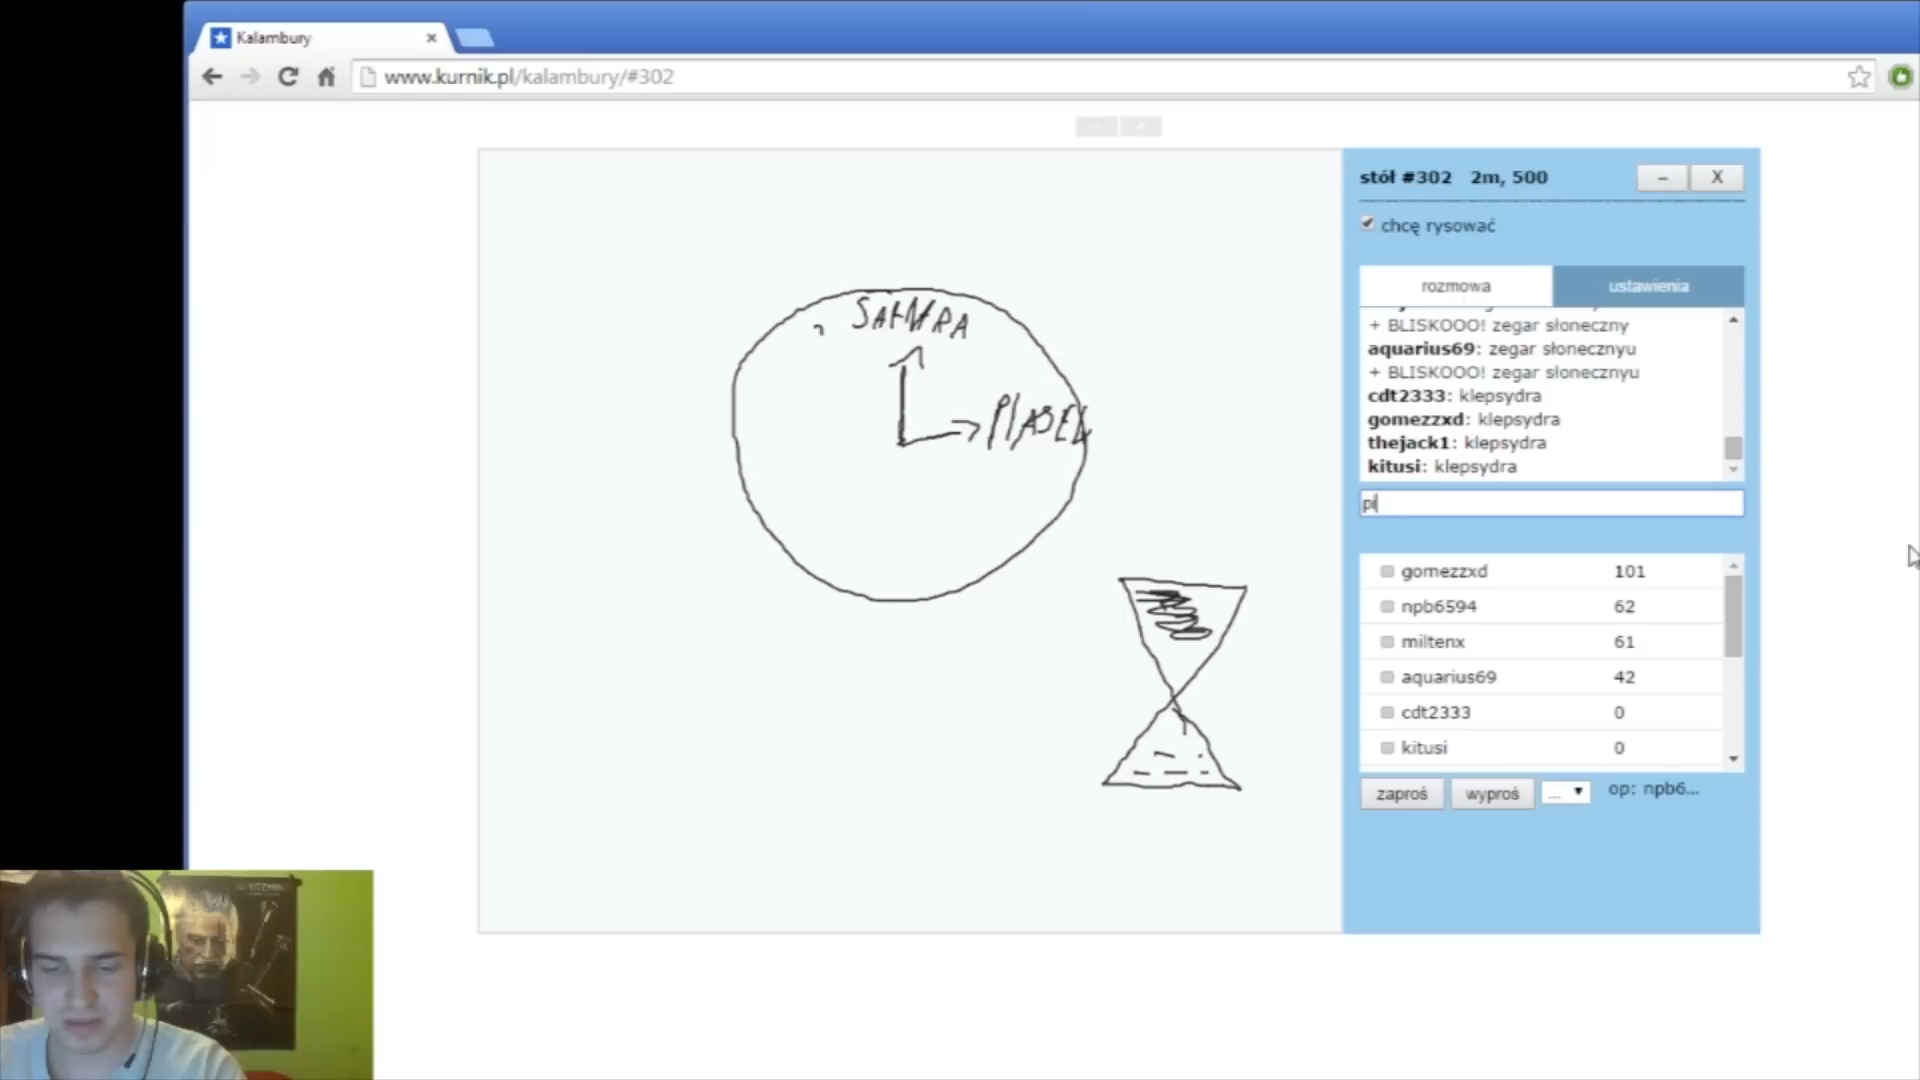 Kalambury
www.kurnik.pl/kalambury/#302
stół #302 2m, 500
– X
chcę rysować
rozmowa ustawienia
+ BLISKOOO! zegar słoneczny
aquarius69: zegar słonecznyu
+ BLISKOOO! zegar słonecznyu
cdt2333: klepsydra
gomezzxd: klepsydra
thejack1: klepsydra
kitusi: klepsydra
pi
gomezzxd 101
npb6594 62
miltenx 61
aquarius69 42
cdt2333 0
kitusi 0
zaproś wyproś ... op: npb6...
PIASEK